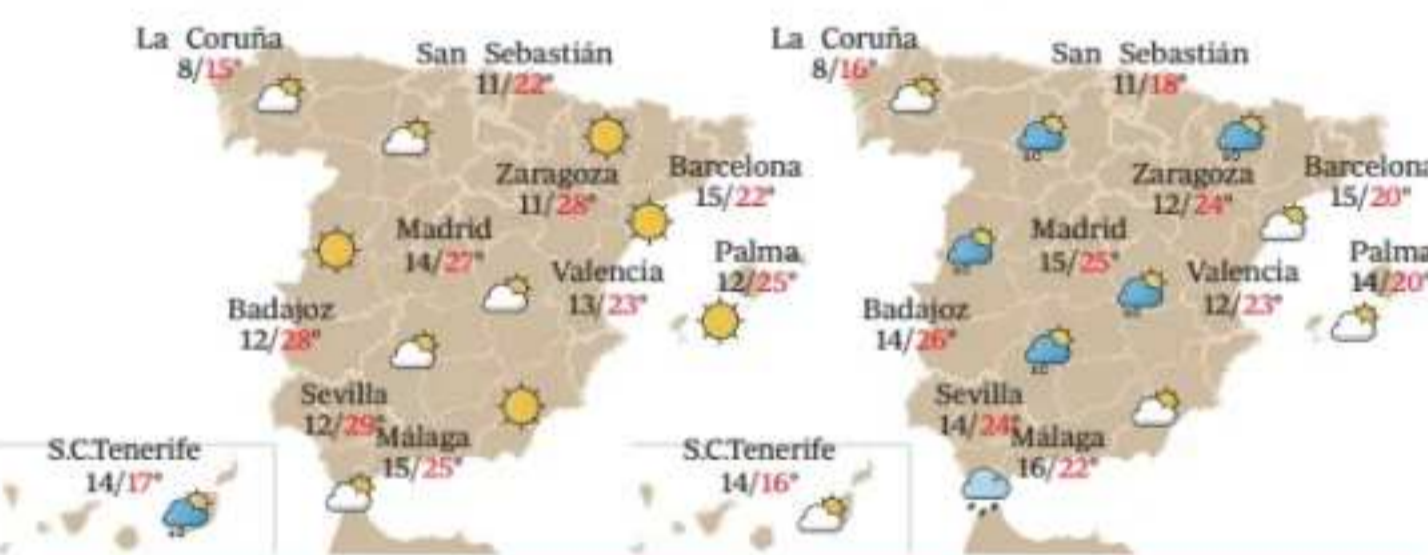 La Coruña
8/15°
San Sebastián
11/22°
Zaragoza
11/28°
Barcelona
15/22°
Madrid
14/27°
Valencia
13/23°
Palma
12/25°
Badajoz
12/28°
Sevilla
12/29°
Málaga
15/25°
S.C.Tenerife
14/17°
La Coruña
8/16°
San Sebastián
11/18°
Zaragoza
12/24°
Barcelona
15/20°
Madrid
15/25°
Valencia
12/23°
Palma
14/20°
Badajoz
14/26°
Sevilla
14/24°
Málaga
16/22°
S.C.Tenerife
14/16°